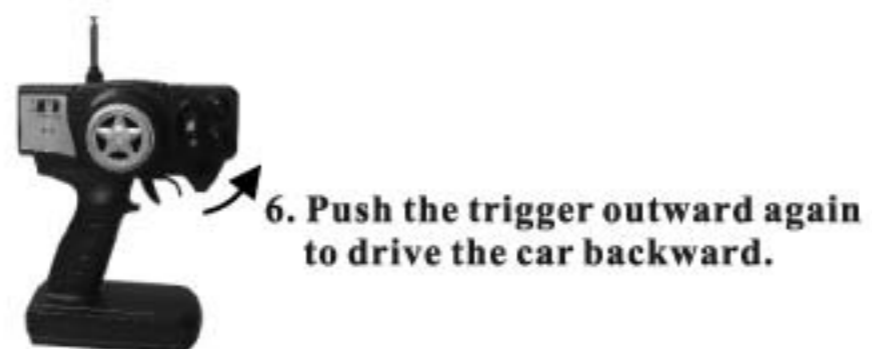 6. Push the trigger outward again
to drive the car backward.